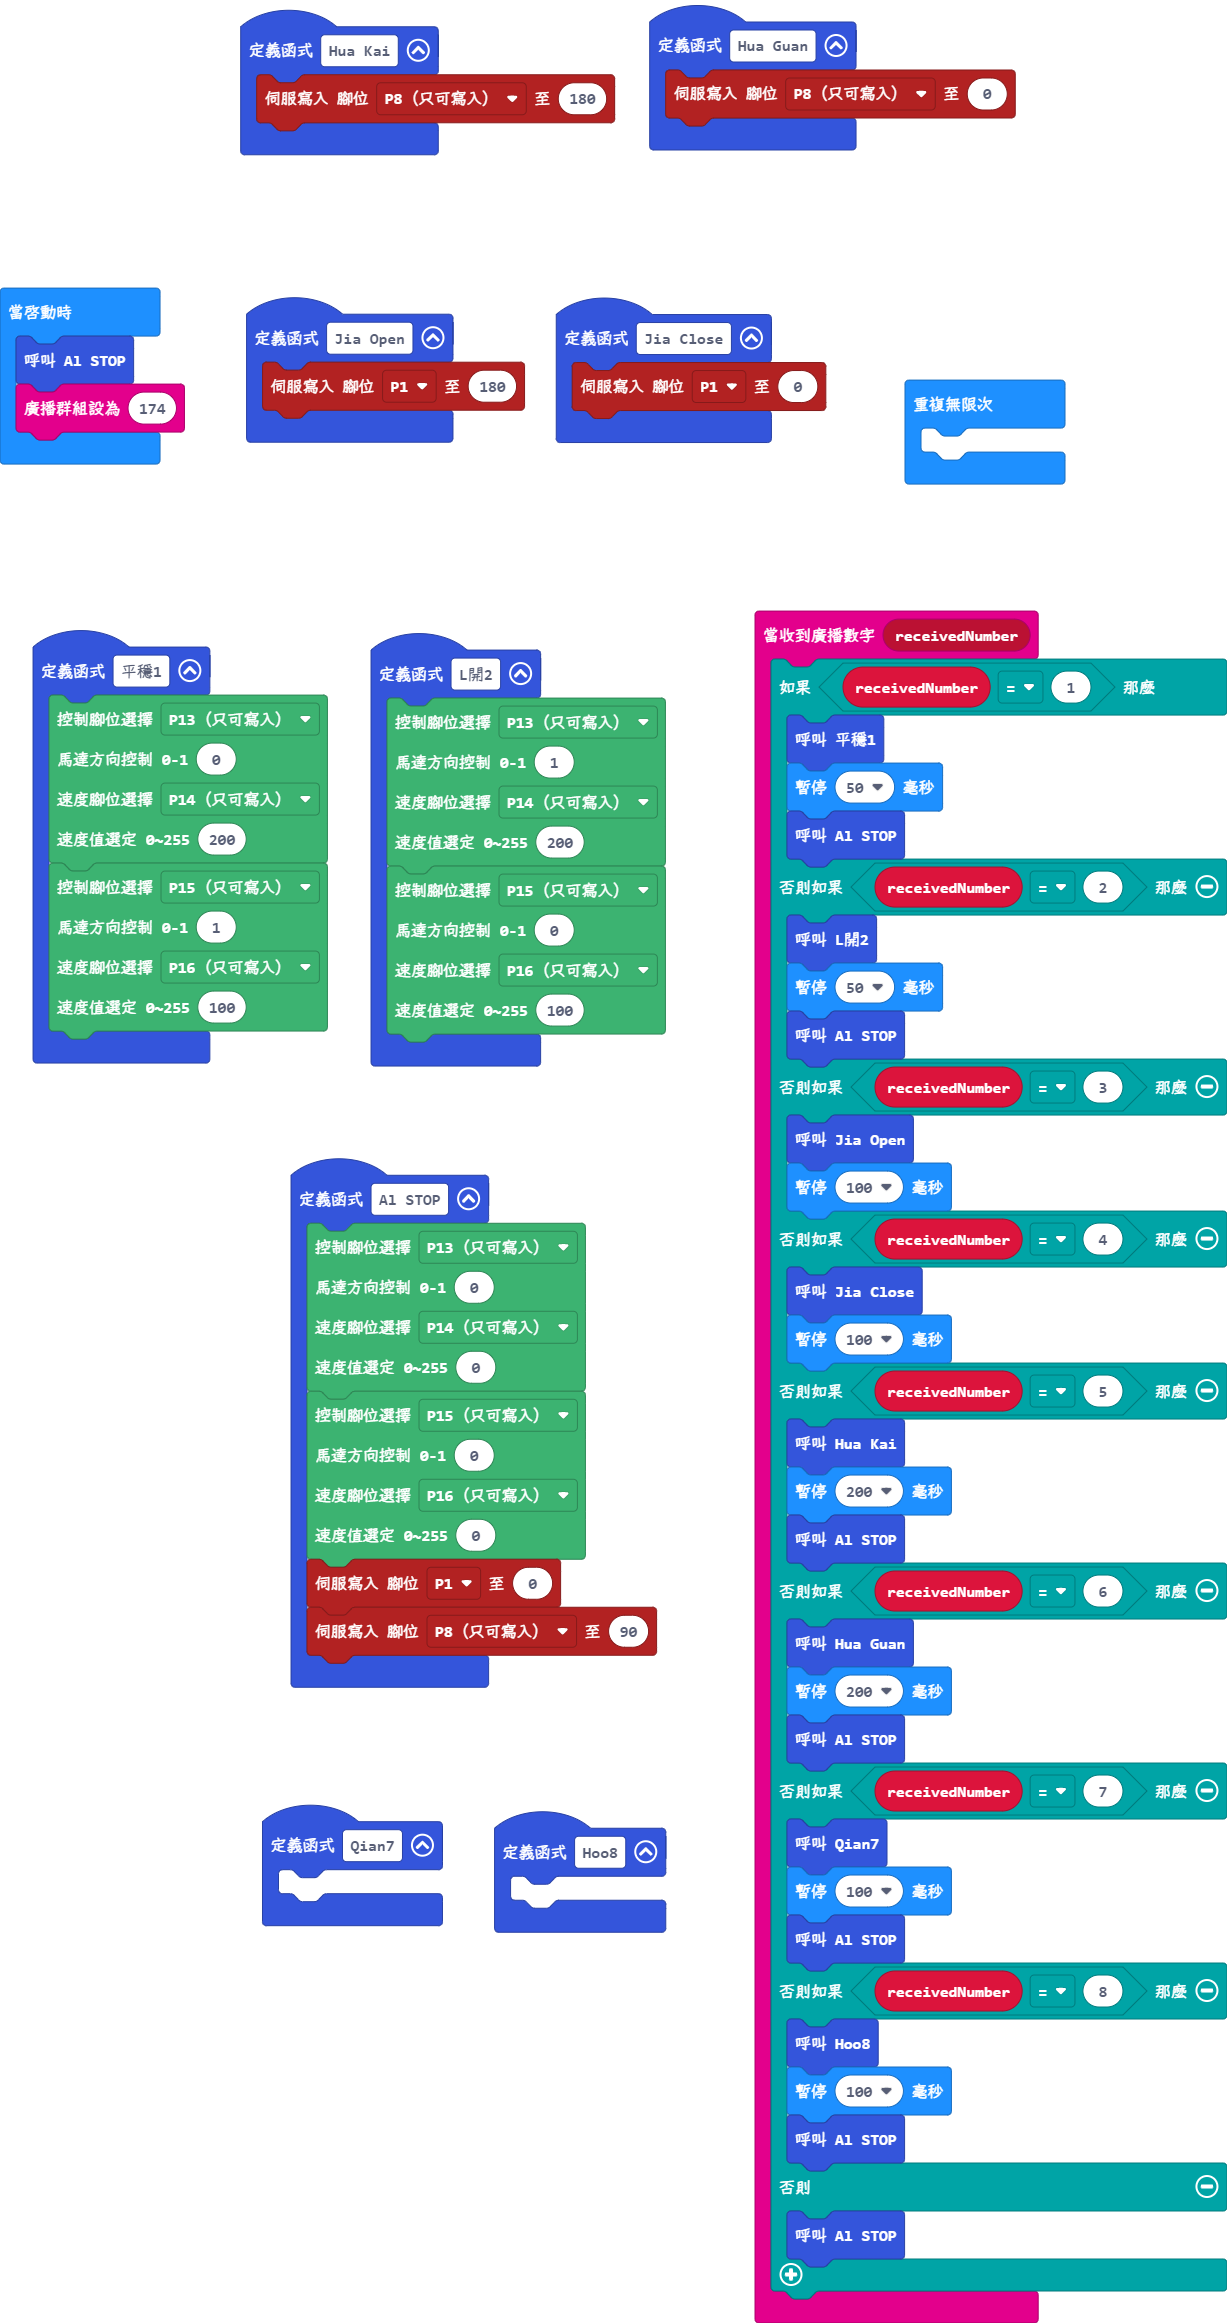 定義函式 Hua Kai
伺服寫入 腳位 P8 (只可寫入) 至 180
定義函式 Hua Guan
伺服寫入 腳位 P8 (只可寫入) 至 0
當啓動時
呼叫 A1 STOP
廣播群組設為 174
定義函式 Jia Open
伺服寫入 腳位 P1 至 180
定義函式 Jia Close
伺服寫入 腳位 P1 至 0
重複無限次
定義函式 平穩1
控制腳位選擇 P13 (只可寫入)
馬達方向控制 0-1 0
速度腳位選擇 P14 (只可寫入)
速度值選定 0~255 200
控制腳位選擇 P15 (只可寫入)
馬達方向控制 0-1 1
速度腳位選擇 P16 (只可寫入)
速度值選定 0~255 100
定義函式 L開2
控制腳位選擇 P13 (只可寫入)
馬達方向控制 0-1 1
速度腳位選擇 P14 (只可寫入)
速度值選定 0~255 200
控制腳位選擇 P15 (只可寫入)
馬達方向控制 0-1 0
速度腳位選擇 P16 (只可寫入)
速度值選定 0~255 100
定義函式 A1 STOP
控制腳位選擇 P13 (只可寫入)
馬達方向控制 0-1 0
速度腳位選擇 P14 (只可寫入)
速度值選定 0~255 0
控制腳位選擇 P15 (只可寫入)
馬達方向控制 0-1 0
速度腳位選擇 P16 (只可寫入)
速度值選定 0~255 0
伺服寫入 腳位 P1 至 0
伺服寫入 腳位 P8 (只可寫入) 至 90
定義函式 Qian7
定義函式 Hoo8
當收到廣播數字 receivedNumber
如果 receivedNumber = 1 那麼
呼叫 平穩1
暫停 50 毫秒
呼叫 A1 STOP
否則如果 receivedNumber = 2 那麼
呼叫 L開2
暫停 50 毫秒
呼叫 A1 STOP
否則如果 receivedNumber = 3 那麼
呼叫 Jia Open
暫停 100 毫秒
否則如果 receivedNumber = 4 那麼
呼叫 Jia Close
暫停 100 毫秒
否則如果 receivedNumber = 5 那麼
呼叫 Hua Kai
暫停 200 毫秒
呼叫 A1 STOP
否則如果 receivedNumber = 6 那麼
呼叫 Hua Guan
暫停 200 毫秒
呼叫 A1 STOP
否則如果 receivedNumber = 7 那麼
呼叫 Qian7
暫停 100 毫秒
呼叫 A1 STOP
否則如果 receivedNumber = 8 那麼
呼叫 Hoo8
暫停 100 毫秒
呼叫 A1 STOP
否則
呼叫 A1 STOP